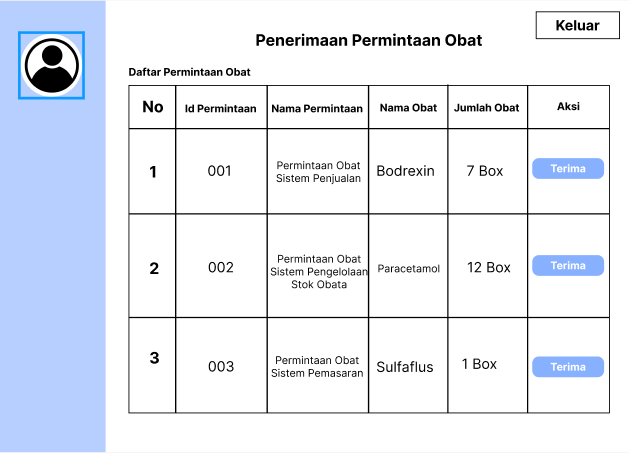 Keluar
Penerimaan Permintaan Obat
Daftar Permintaan Obat
No Id Permintaan Nama Permintaan Nama Obat Jumlah Obat Aksi
1 001 Permintaan Obat Sistem Penjualan Bodrexin 7 Box Terima
2 002 Permintaan Obat Sistem Pengelolaan Stok Obata Paracetamol 12 Box Terima
3 003 Permintaan Obat Sistem Pemasaran Sulfaflus 1 Box Terima